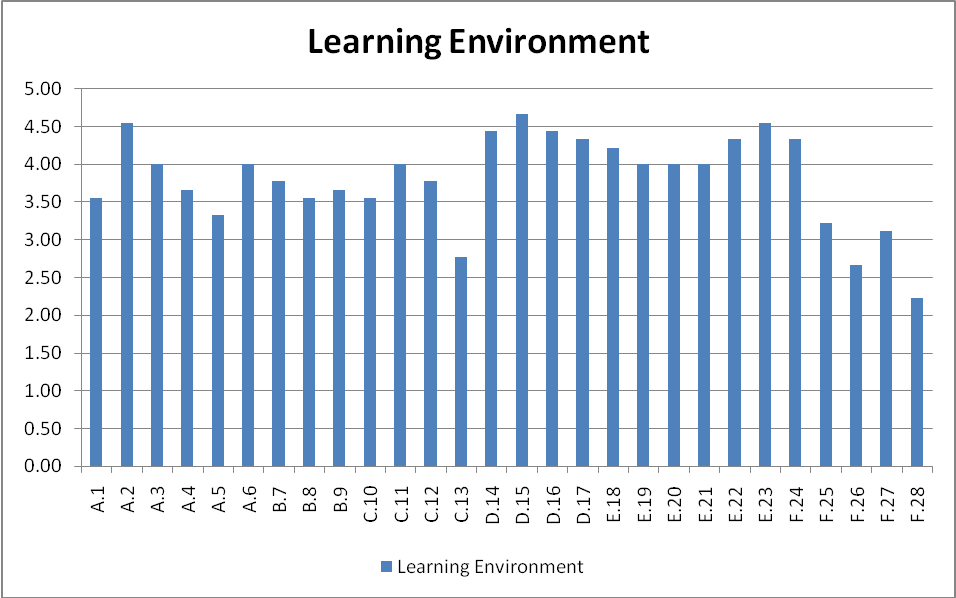 Learning Environment
5.00
4.50
4.00
3.50
3.00
2.50
2.00
1.50
1.00
0.50
0.00
A.1
A.2
A.3
A.4
A.5
A.6
B.7
B.8
B.9
C.10
C.11
C.12
C.13
D.14
D.15
D.16
D.17
E.18
E.19
E.20
E.21
E.22
E.23
F.24
F.25
F.26
F.27
F.28
Learning Environment